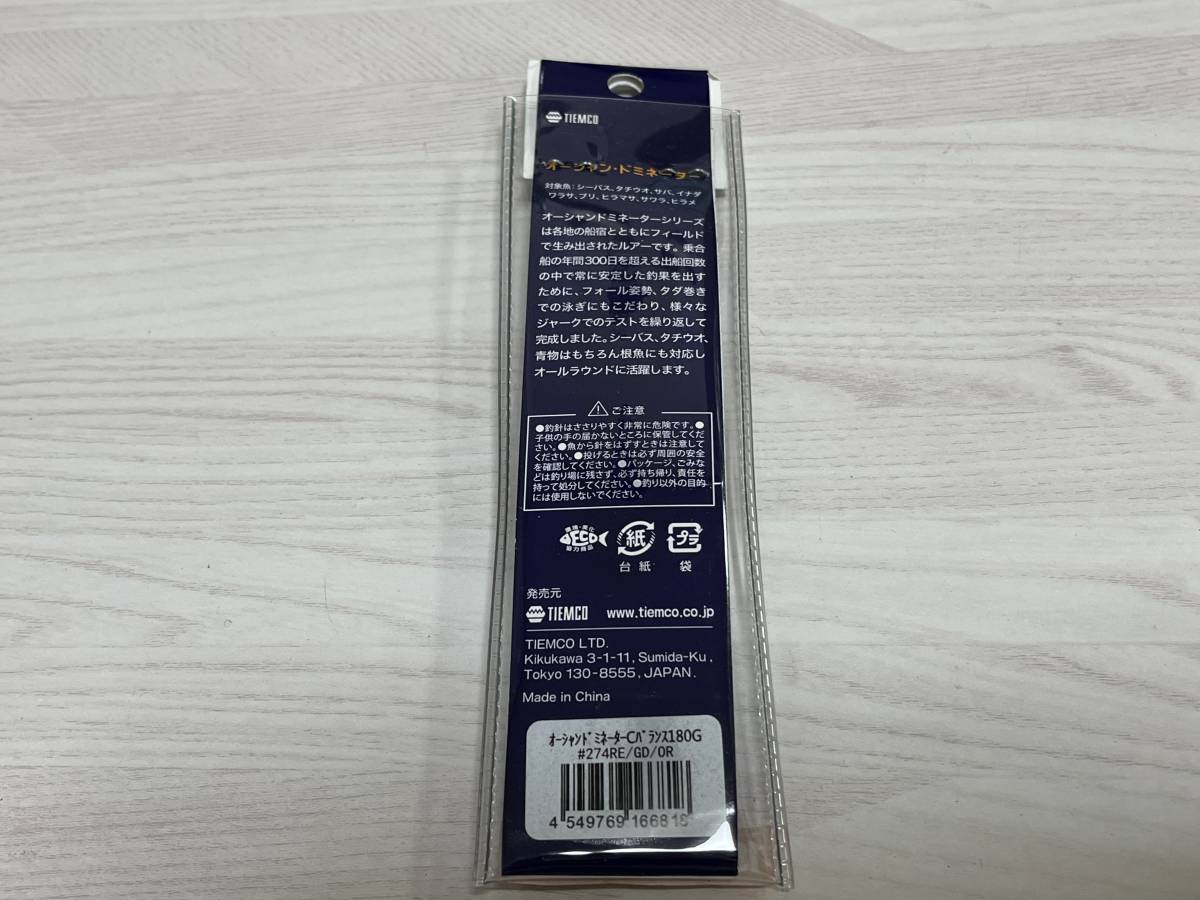 TIEMCO
オーシャン・ドミネーター
対象魚：シーバス、タチウオ、サバ、イナダ
ワラサ、ブリ、ヒラマサ、サワラ、ヒラメ
オーシャンドミネーターシリーズ
は各地の船宿とともにフィールド
で生み出されたルアーです。乗合
船の年間300日を超える出船回数
の中で常に安定した釣果を出す
ために、フォール姿勢、タダ巻き
での泳ぎにもこだわり、様々な
ジャークでのテストを繰り返して
完成しました。シーバス、タチウオ、
青物はもちろん根魚にも対応し
オールラウンドに活躍します。
ご注意
●釣針はささりやすく非常に危険です。●
子供の手の届かないところに保管してくだ
さい。●魚から針をはずすときは注意して
ください。●投げるときは必ず周囲の安全
を確認してください。●パッケージ、ごみな
どは釣り場に残さず、必ず持ち帰り、責任を
持って処分してください。●釣り以外の目的
には使用しないでください。
環境・美化
ECO
協力商品
紙
プラ
台紙
袋
発売元
TIEMCO www.tiemco.co.jp
TIEMCO LTD.
Kikukawa 3-1-11, Sumida-Ku,
Tokyo 130-8555, JAPAN.
Made in China
ｵｰｼｬﾝﾄﾞﾐﾈｰﾀｰCﾊﾞﾗﾝｽ180G
#274RE/GD/OR
4 549769 166818